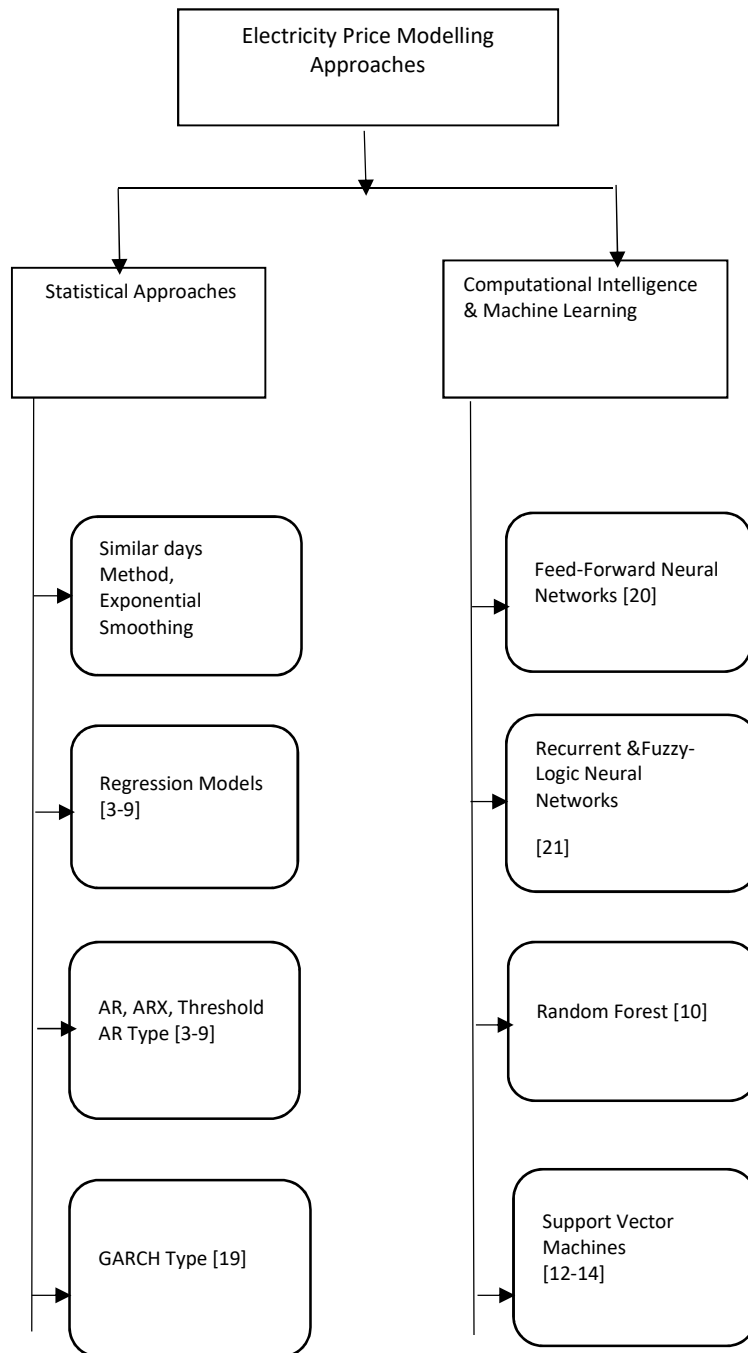 Electricity Price Modelling
Approaches
Statistical Approaches
Computational Intelligence
& Machine Learning
Similar days
Method,
Exponential
Smoothing
Feed-Forward Neural
Networks [20]
Regression Models
[3-9]
Recurrent &Fuzzy-
Logic Neural
Networks
[21]
AR, ARX, Threshold
AR Type [3-9]
Random Forest [10]
GARCH Type [19]
Support Vector
Machines
[12-14]